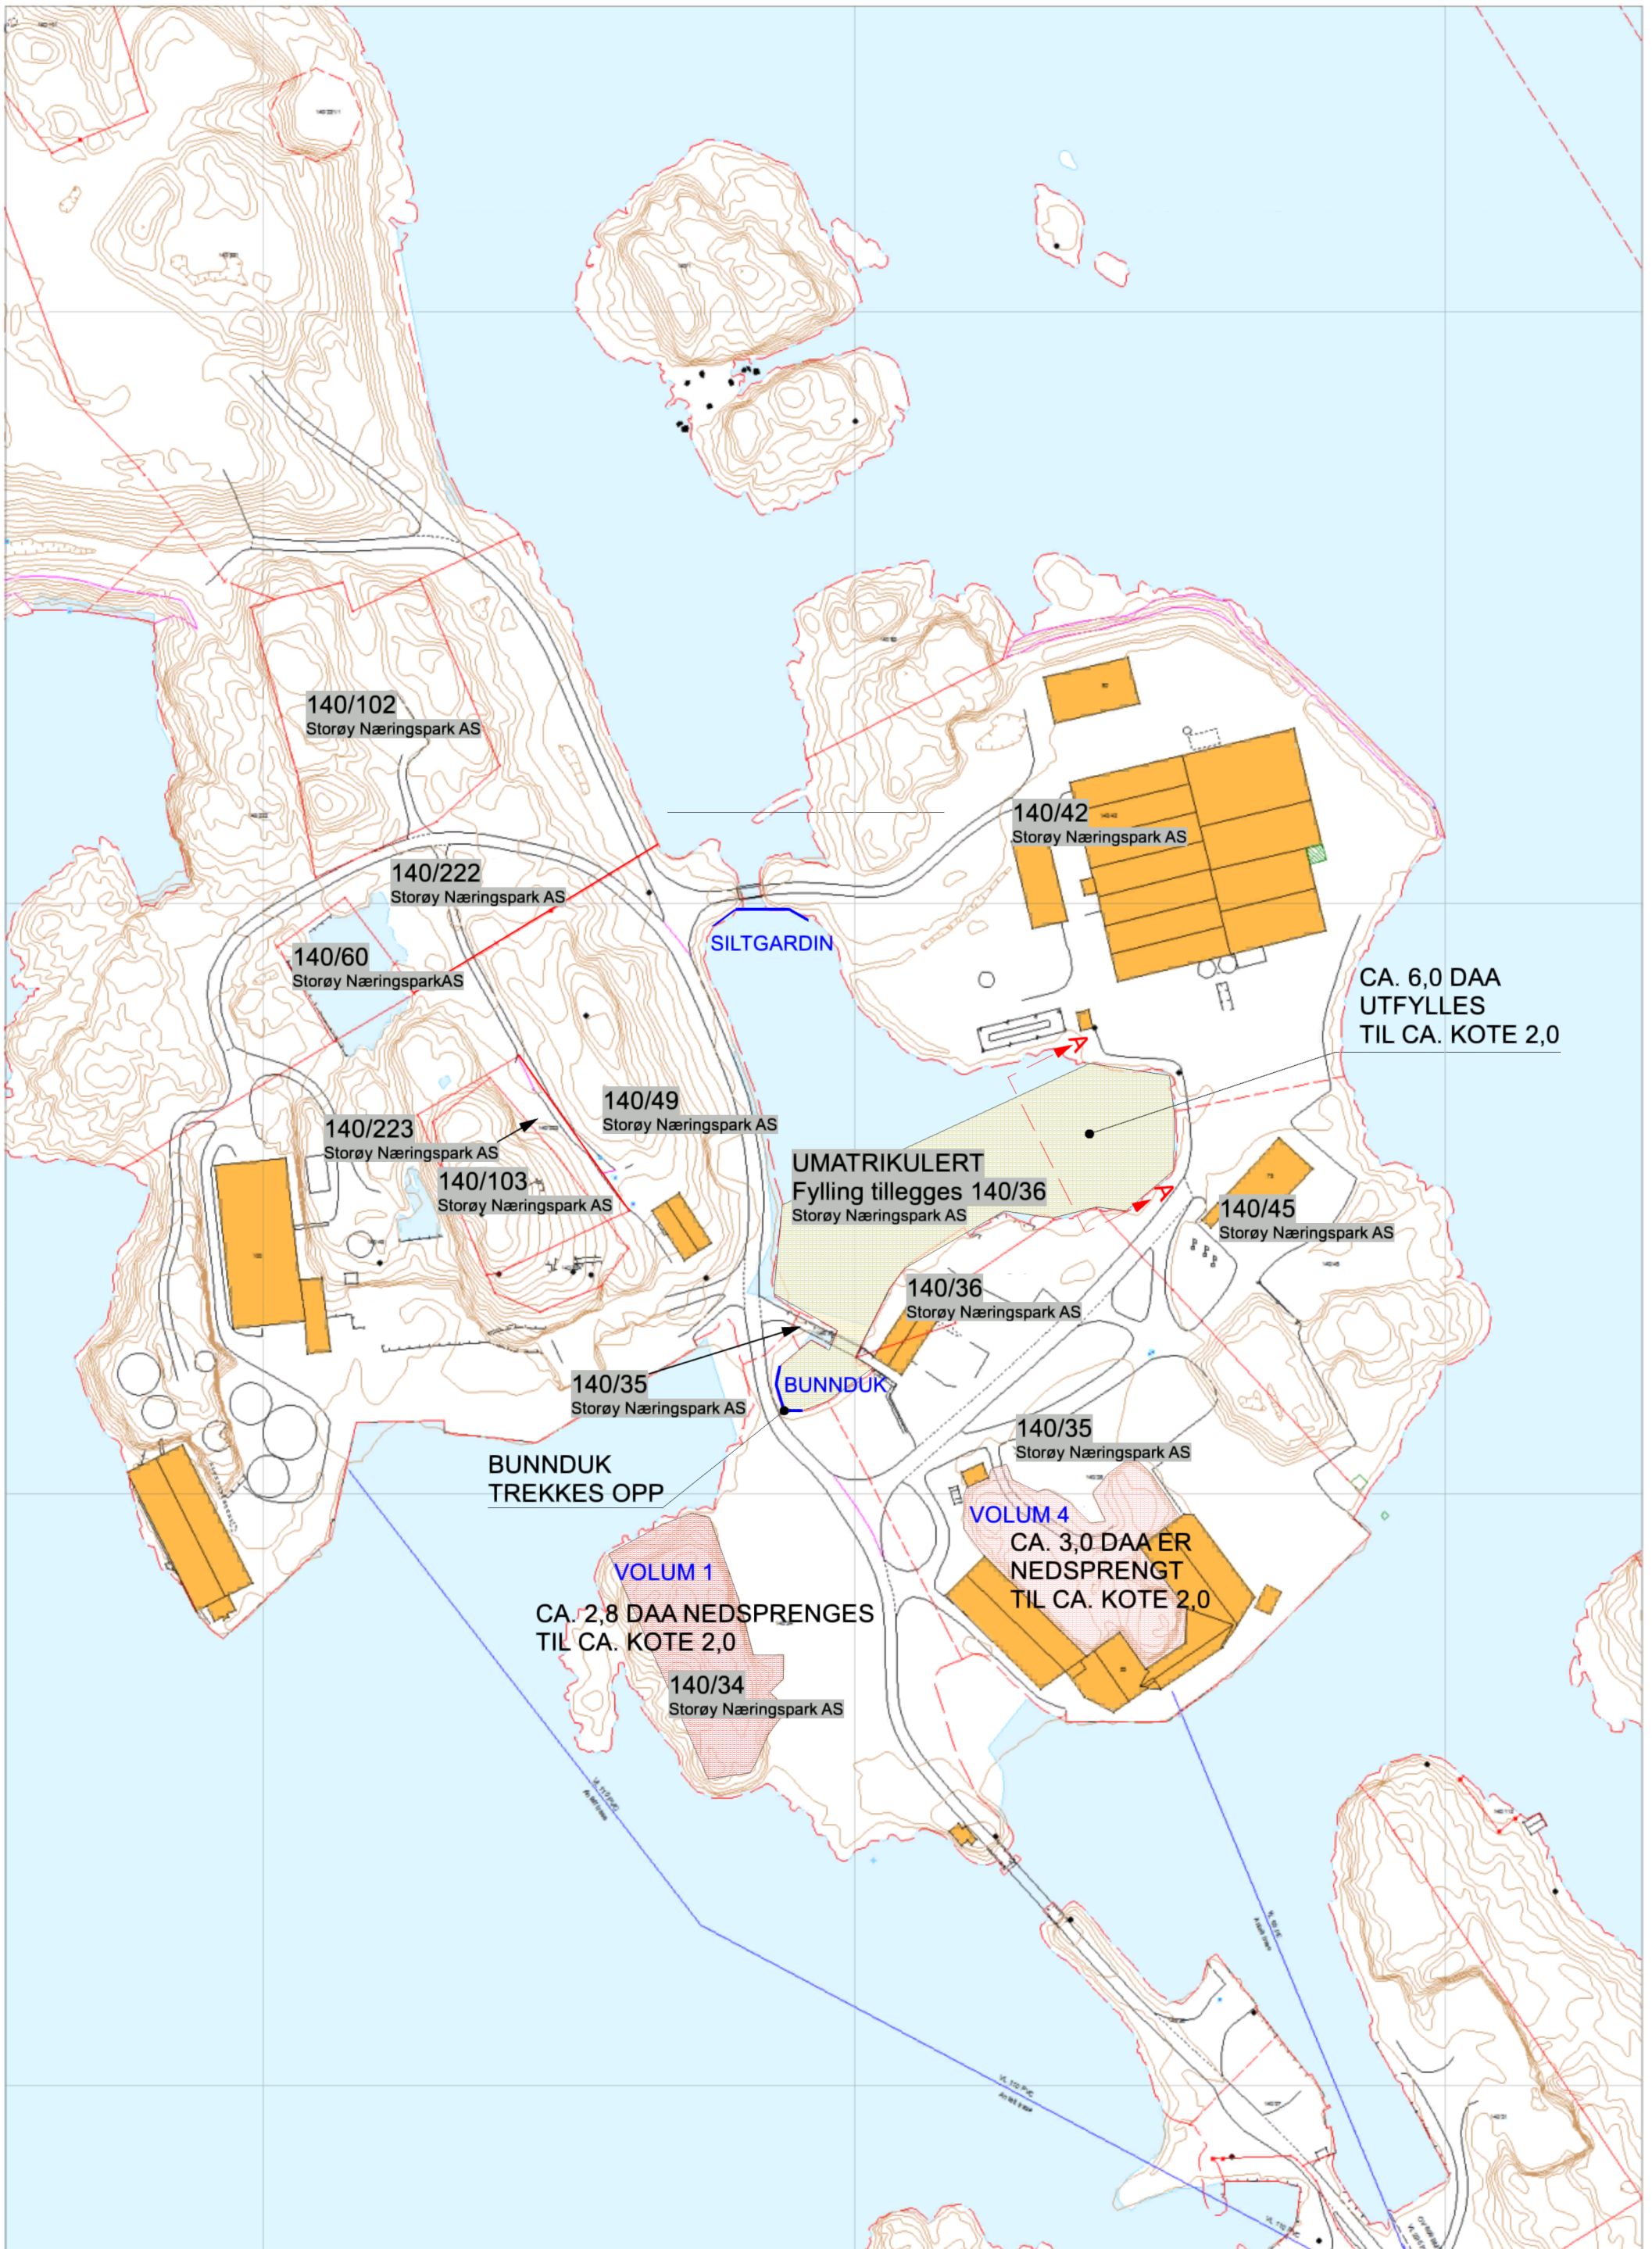 140/102
Storøy Næringspark AS
140/42
Storøy Næringspark AS
140/222
Storøy Næringspark AS
SILTGARDIN
140/60
Storøy NæringsparkAS
CA. 6,0 DAA
UTFYLLES
TIL CA. KOTE 2,0
A
140/49
Storøy Næringspark AS
140/223
Storøy Næringspark AS
140/103
Storøy Næringspark AS
UMATRIKULERT
Fylling tillegges 140/36
Storøy Næringspark AS
A
140/45
Storøy Næringspark AS
140/36
Storøy Næringspark AS
140/35
Storøy Næringspark AS
BUNNDUK
BUNNDUK
TREKKES OPP
140/35
Storøy Næringspark AS
VOLUM 4
CA. 3,0 DAA ER
NEDSPRENGT
TIL CA. KOTE 2,0
VOLUM 1
CA. 2,8 DAA NEDSPRENGES
TIL CA. KOTE 2,0
140/34
Storøy Næringspark AS
VL 110 PVC